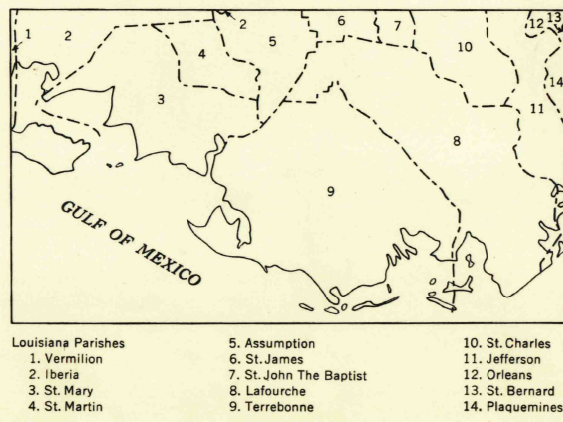 1
2
2
5
6
7
12
13
4
10
14
3
11
8
9
GULF OF MEXICO
Louisiana Parishes
1. Vermilion
2. Iberia
3. St. Mary
4. St. Martin
5. Assumption
6. St. James
7. St. John The Baptist
8. Lafourche
9. Terrebonne
10. St. Charles
11. Jefferson
12. Orleans
13. St. Bernard
14. Plaquemines